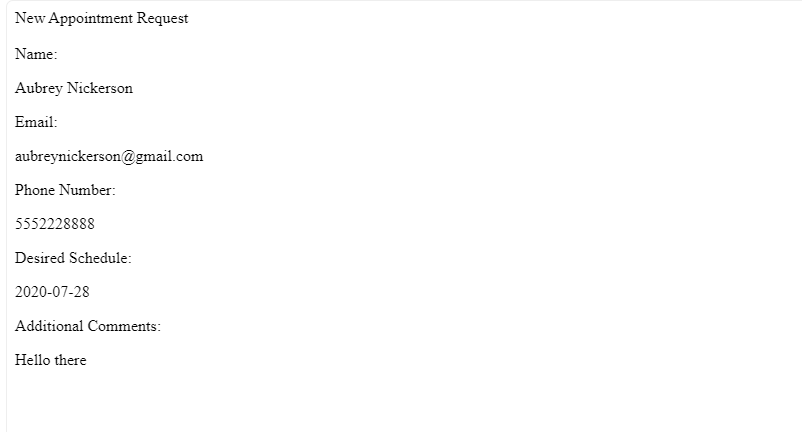 New Appointment Request
Name:
Aubrey Nickerson
Email:
aubreynickerson@gmail.com
Phone Number:
5552228888
Desired Schedule:
2020-07-28
Additional Comments:
Hello there